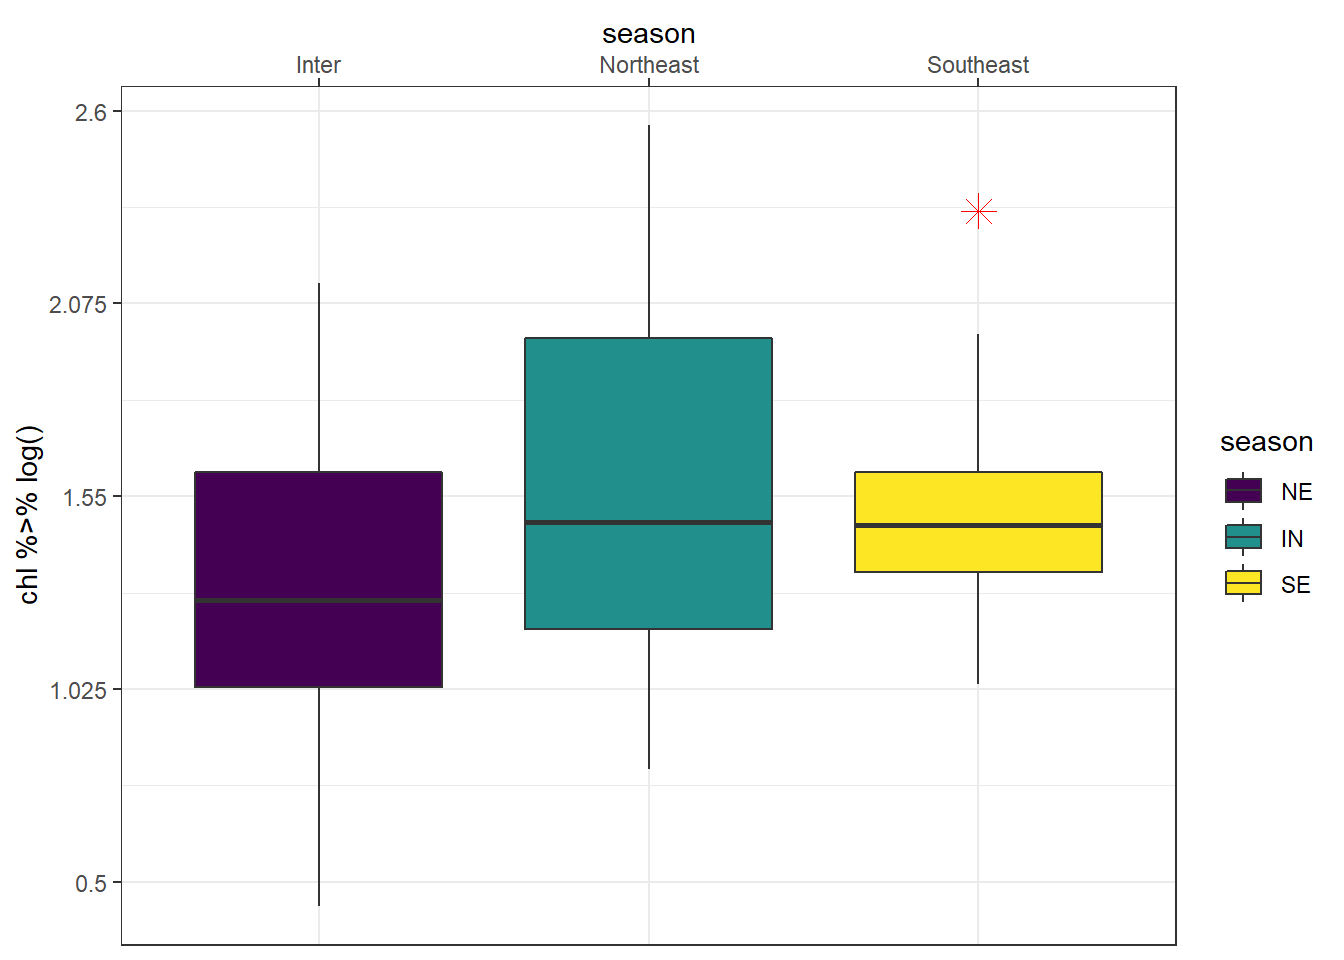 season
Inter Northeast Southeast
2.6
2.075
1.55
1.025
0.5
chl %>% log()
season
NE
IN
SE